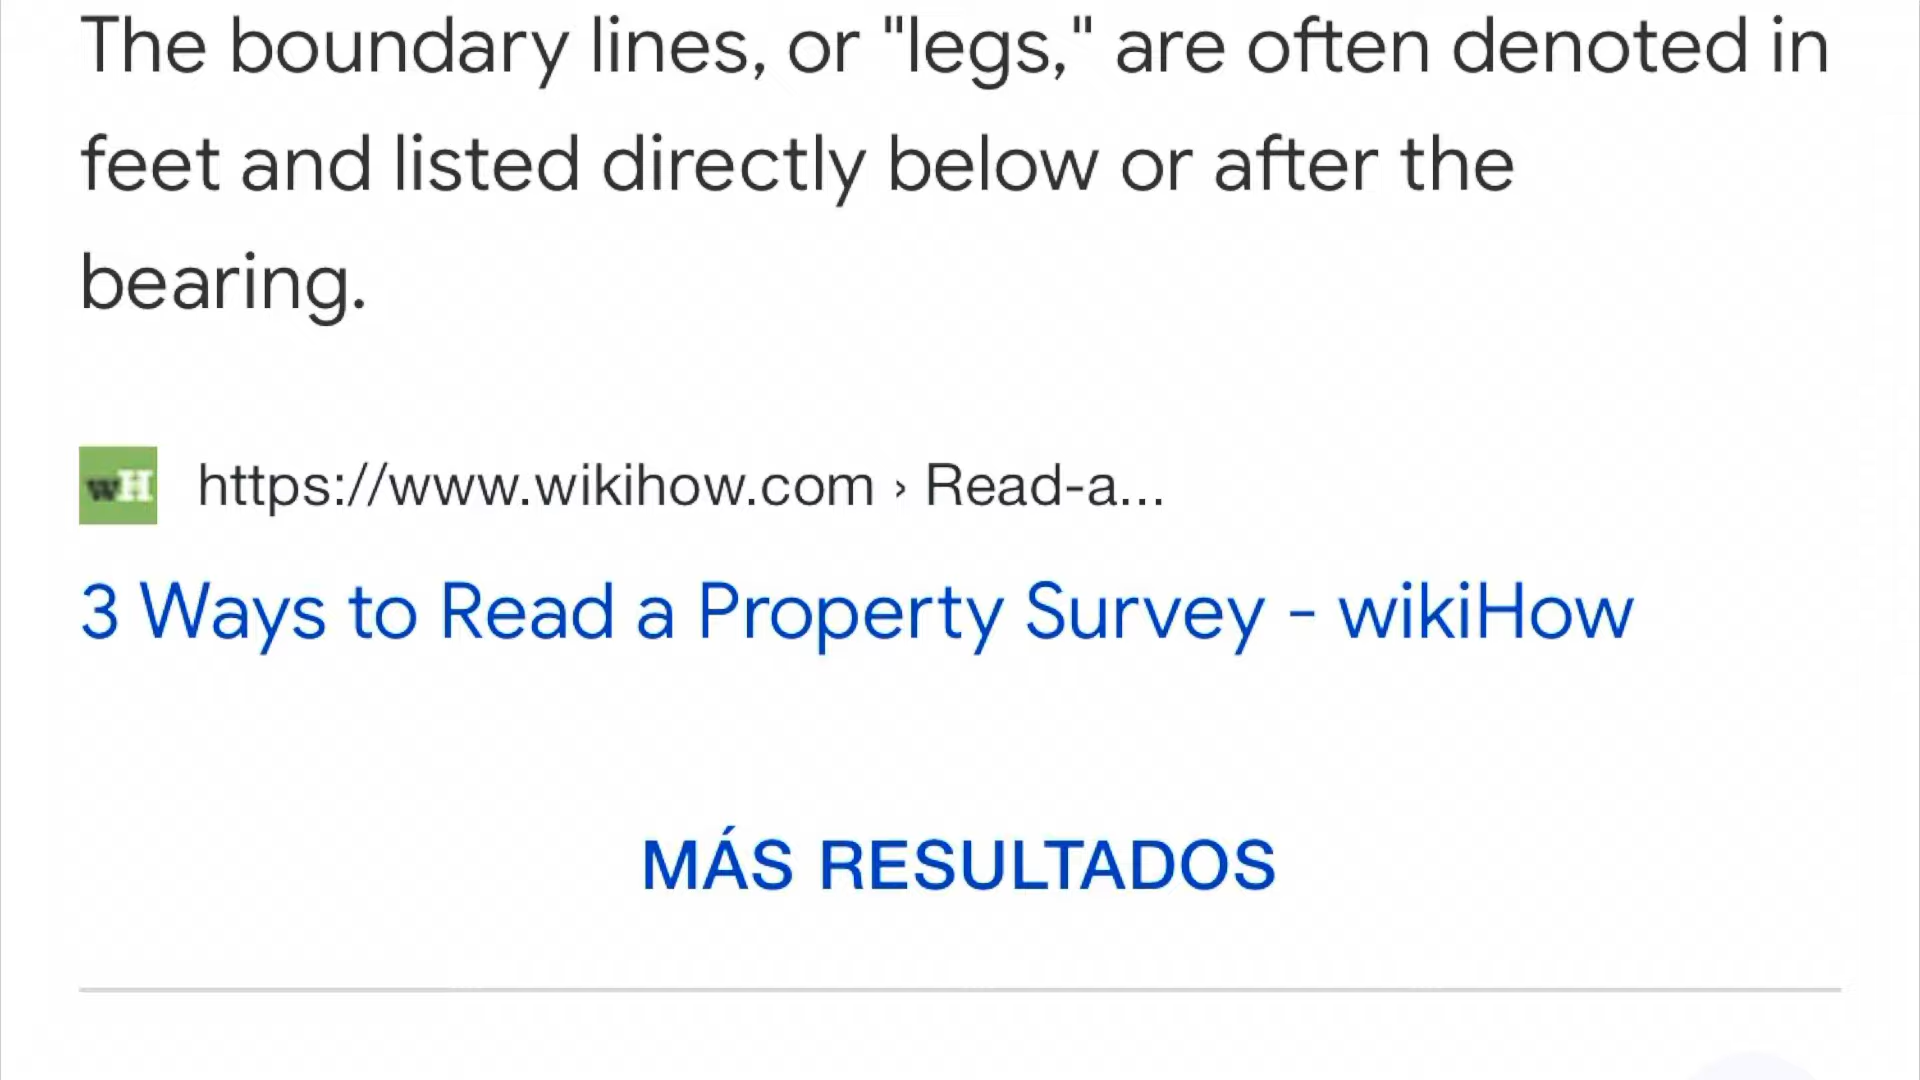 The boundary lines, or "legs," are often denoted in
feet and listed directly below or after the
bearing.
wH https://www.wikihow.com › Read-a...
3 Ways to Read a Property Survey - wikiHow
MÁS RESULTADOS